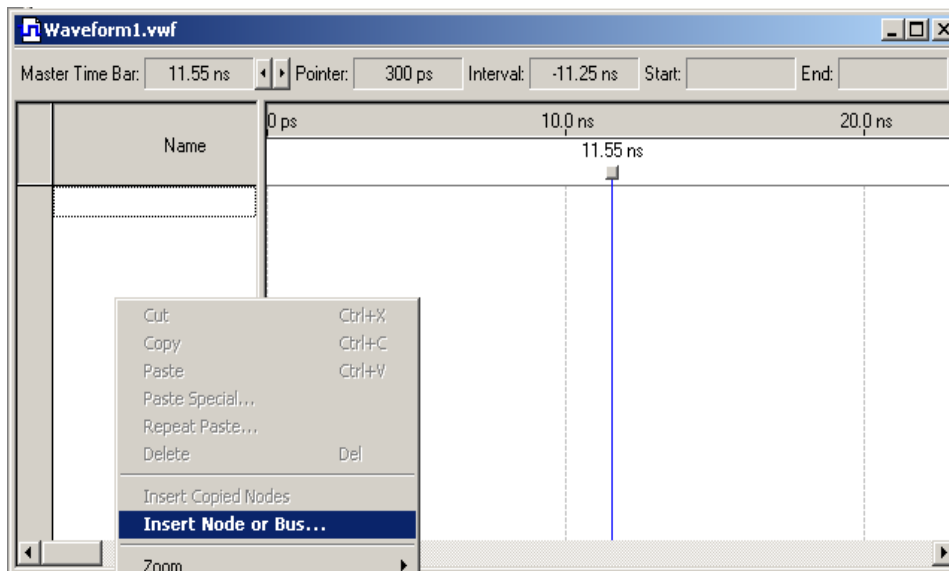 Waveform1.vwf
Master Time Bar: 11.55 ns Pointer: 300 ps Interval: -11.25 ns Start: End:
Name
0 ps 10.0 ns 20.0 ns
11.55 ns
Cut Ctrl+X
Copy Ctrl+C
Paste Ctrl+V
Paste Special...
Repeat Paste...
Delete Del
Insert Copied Nodes
Insert Node or Bus...
Zoom